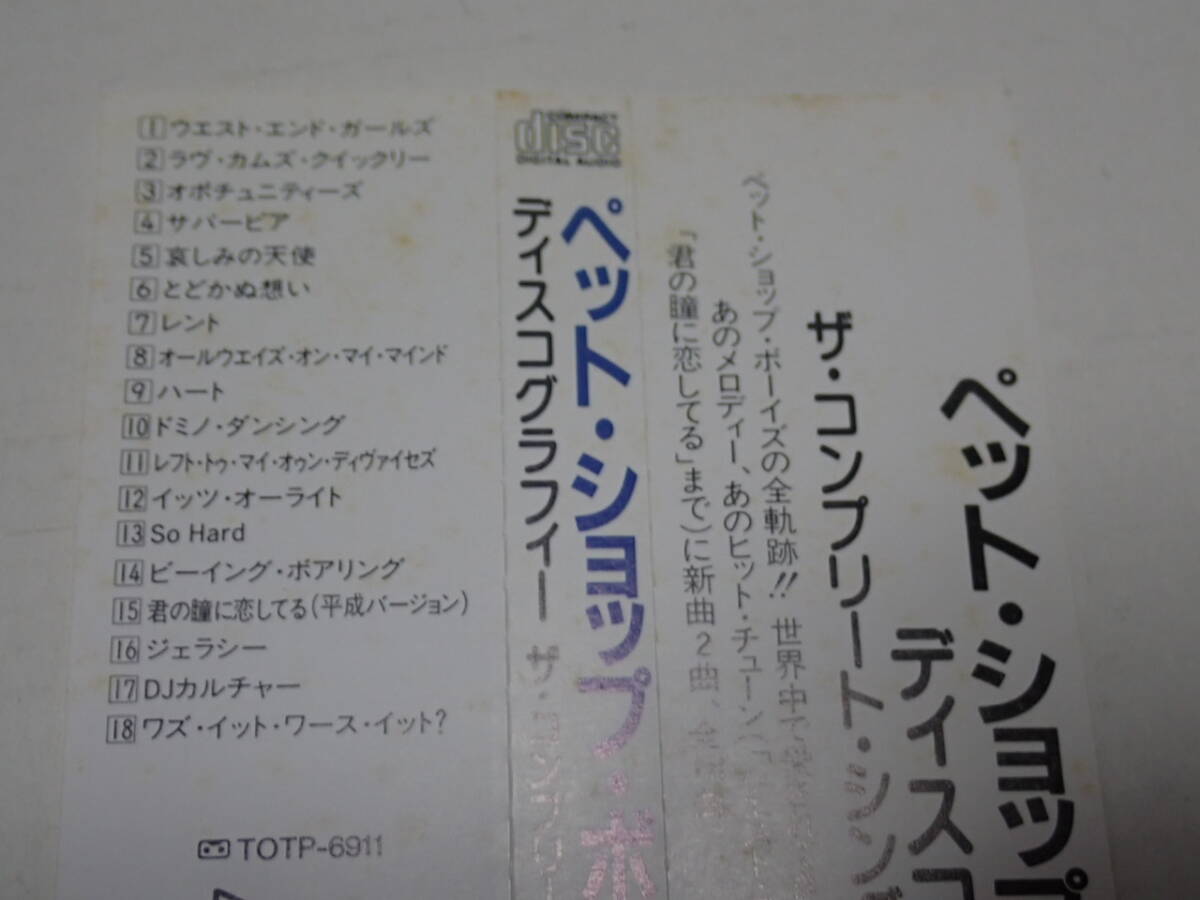 1 ウエスト・エンド・ガールズ
2 ラヴ・カムズ・クイックリー
3 オポチュニティーズ
4 サバービア
5 哀しみの天使
6 とどかぬ想い
7 レント
8 オールウエイズ・オン・マイ・マインド
9 ハート
10 ドミノ・ダンシング
11 レフト・トゥ・マイ・オゥン・ディヴァイセズ
12 イッツ・オーライト
13 So Hard
14 ビーイング・ボアリング
15 君の瞳に恋してる(平成バージョン)
16 ジェラシー
17 DJカルチャー
18 ワズ・イット・ワース・イット?
TOTP-6911
COMPACT
disc
DIGITAL AUDIO
ペット・ショップ・ボ
ディスコグラフィー ザ・コンプリー
ペット・ショップ
ディスコ
ザ・コンプリート・シン
ペット・ショップ・ボーイズの全軌跡!! 世界中で
あのメロディー、あのヒット・チューン(
「君の瞳に恋してる」まで)に新曲2曲、